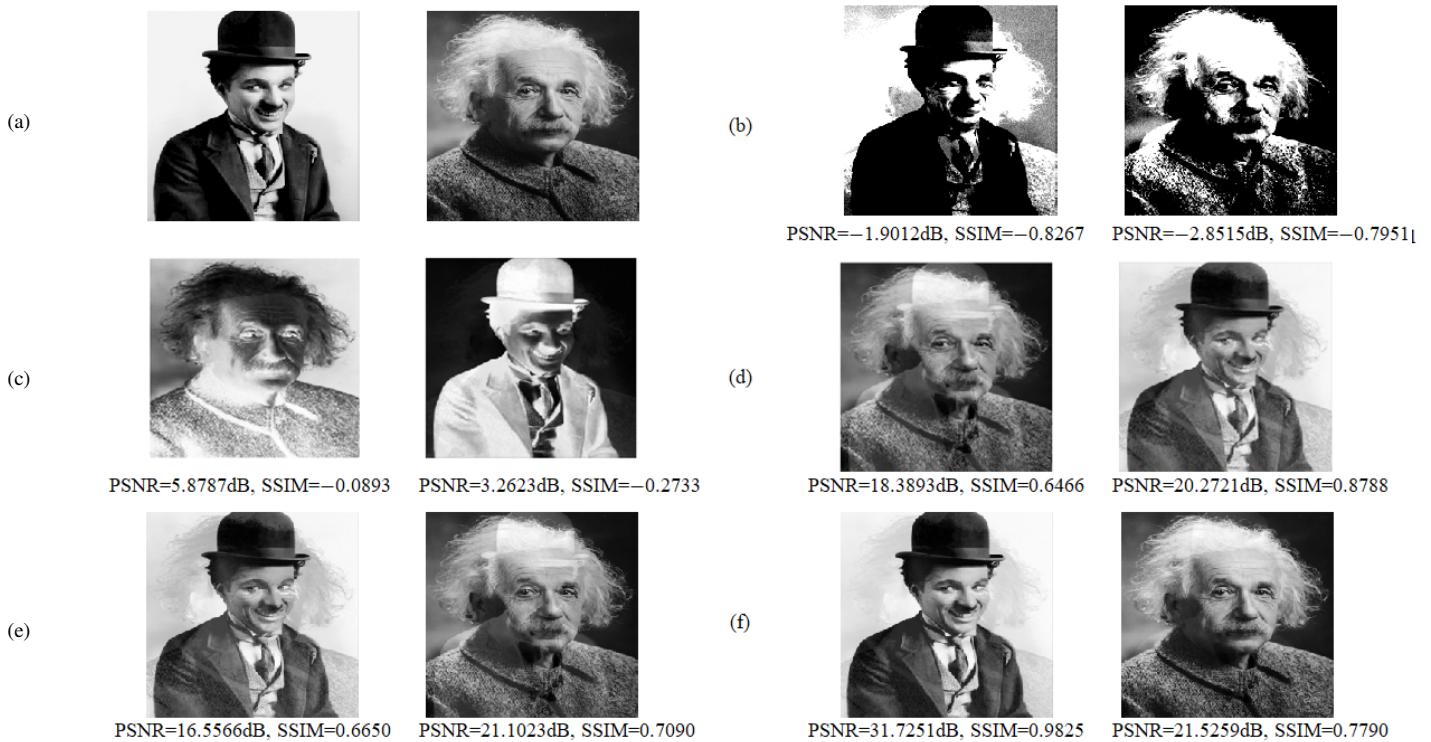 (a)
(b)
PSNR=−1.9012dB, SSIM=−0.8267
PSNR=−2.8515dB, SSIM=−0.7951
(c)
PSNR=5.8787dB, SSIM=−0.0893
PSNR=3.2623dB, SSIM=−0.2733
(d)
PSNR=18.3893dB, SSIM=0.6466
PSNR=20.2721dB, SSIM=0.8788
(e)
PSNR=16.5566dB, SSIM=0.6650
PSNR=21.1023dB, SSIM=0.7090
(f)
PSNR=31.7251dB, SSIM=0.9825
PSNR=21.5259dB, SSIM=0.7790